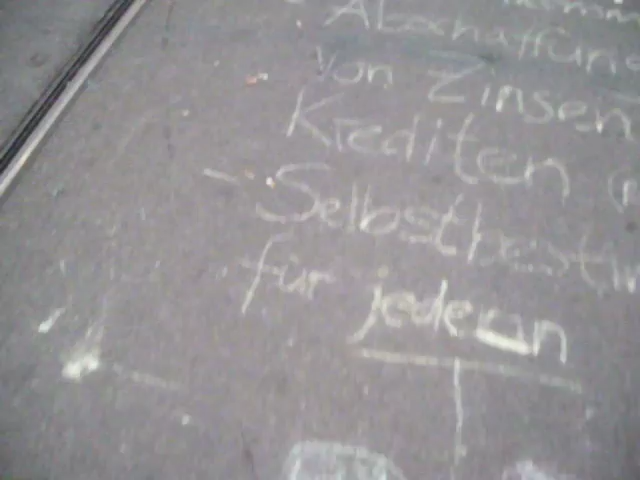 - Abschaffung
von Zinsen
Krediten
- Selbstbestim
für jeden